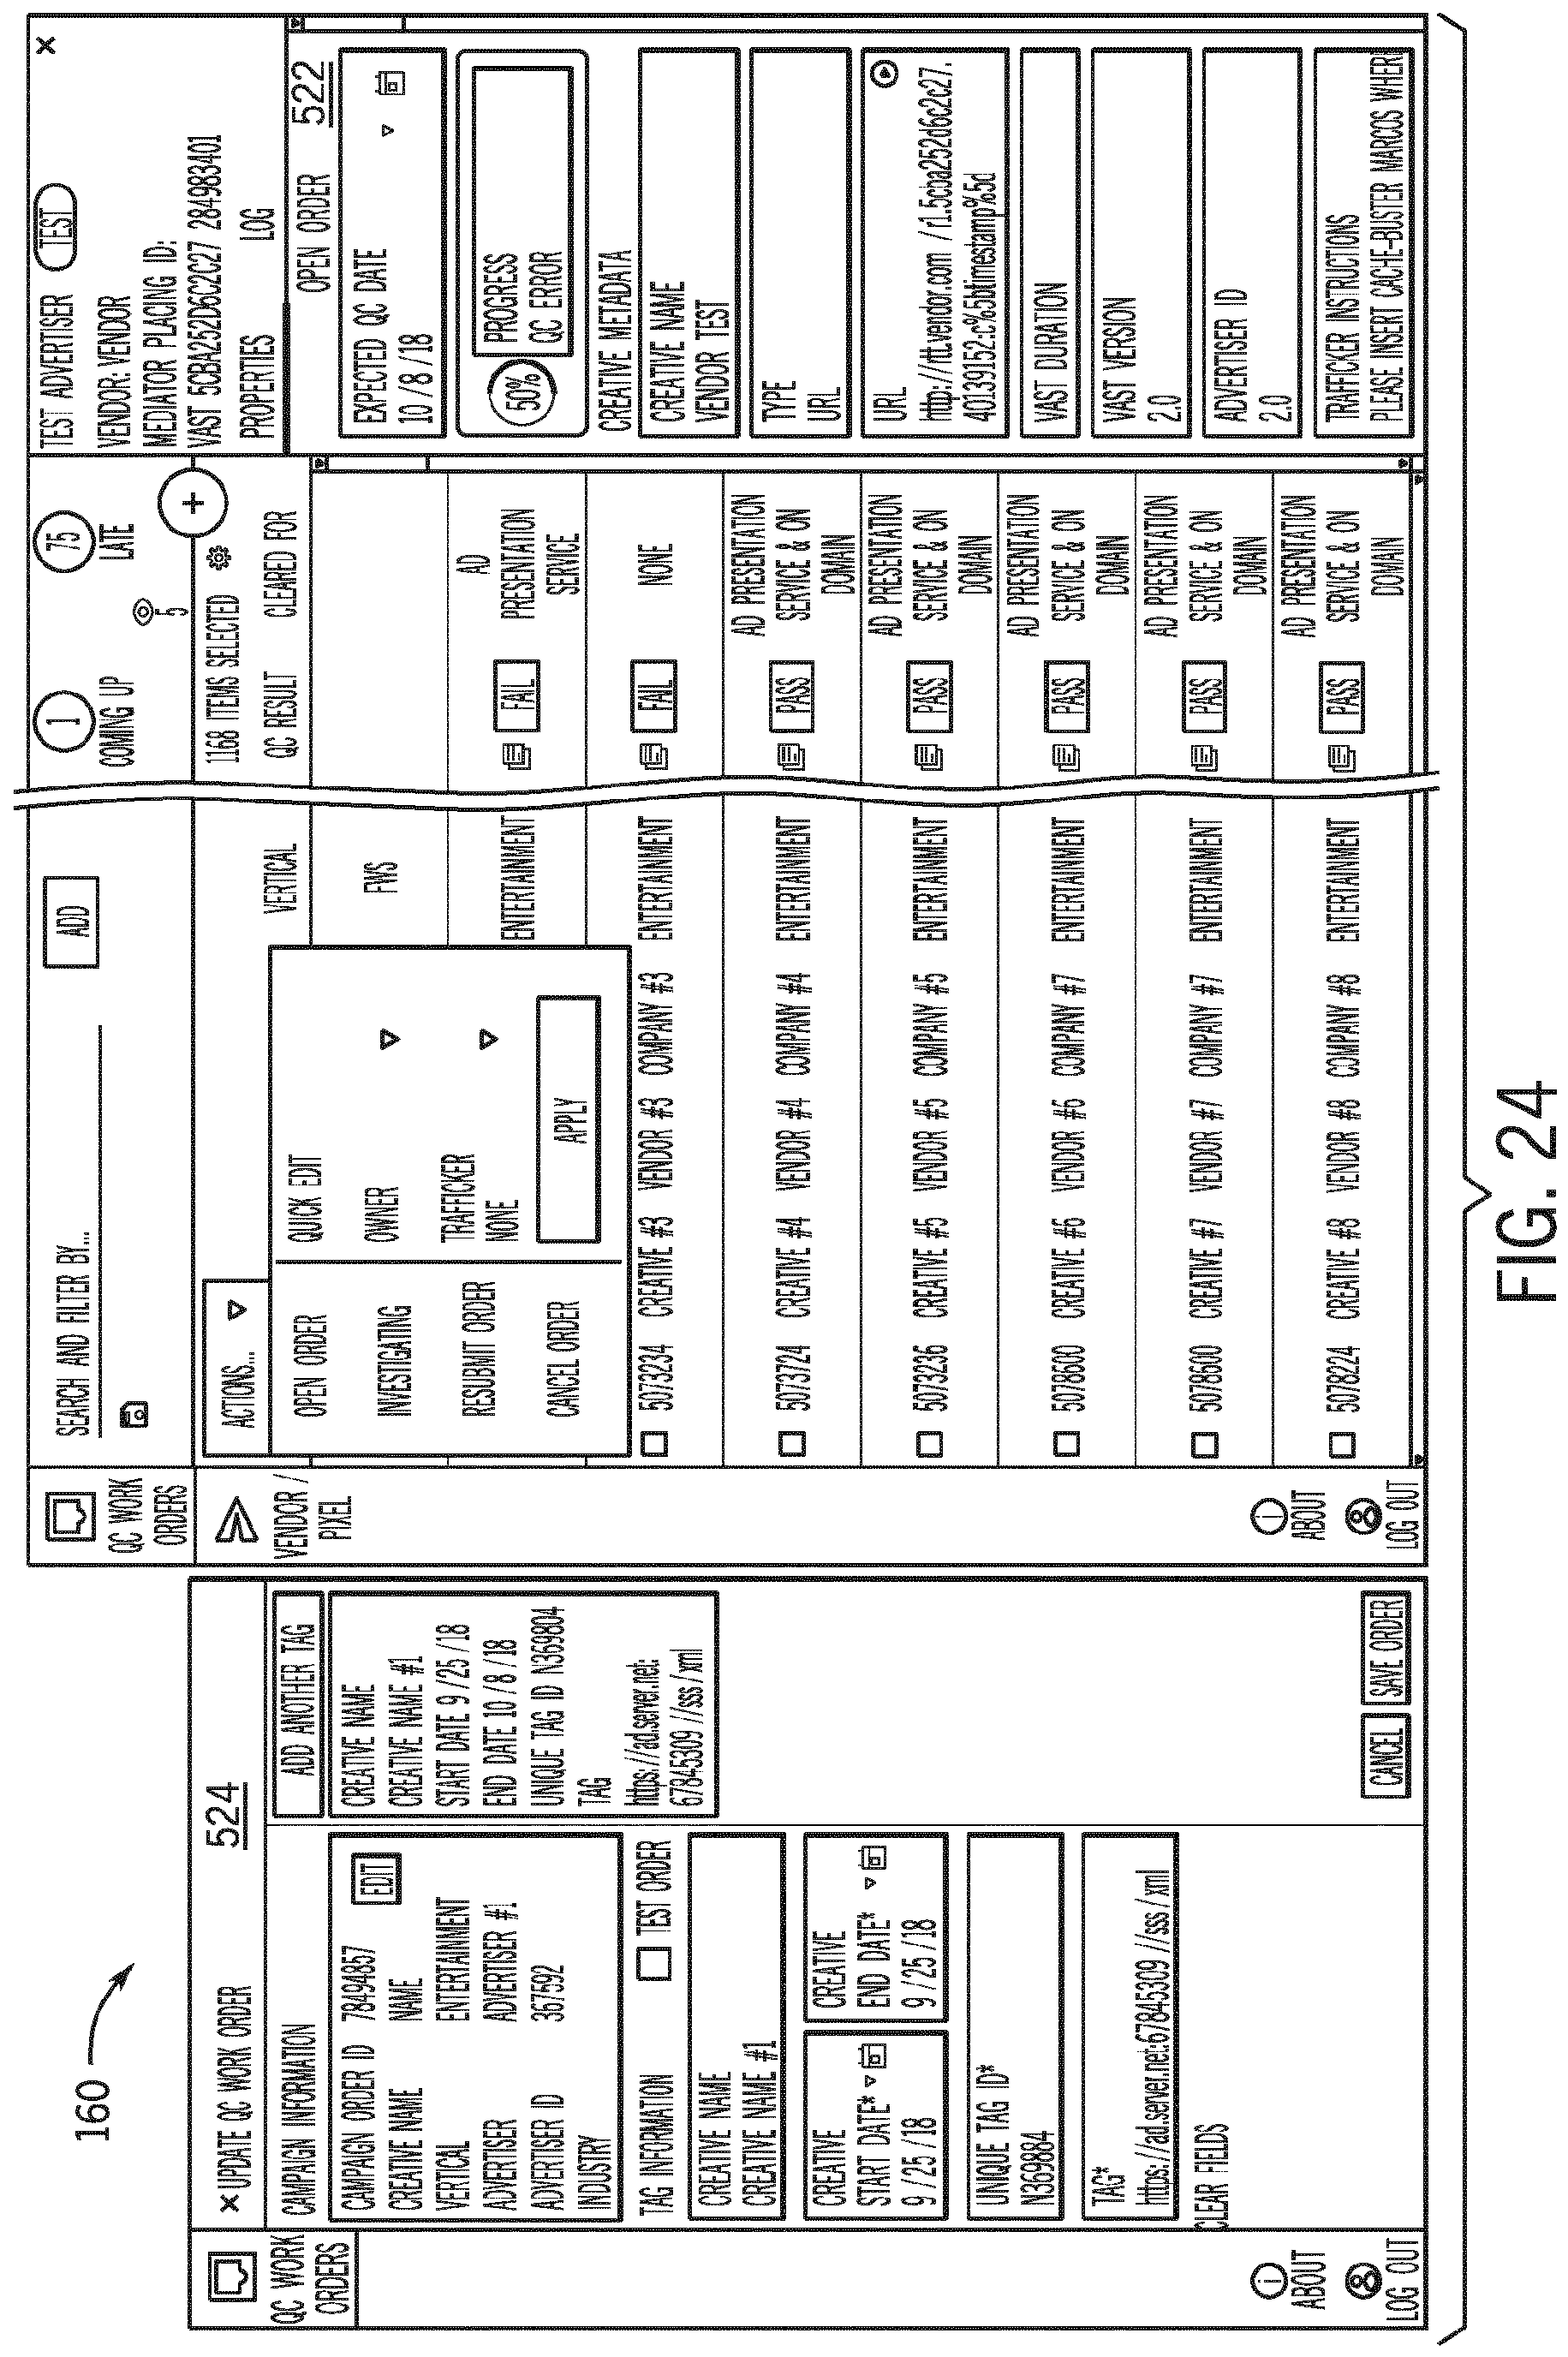 160
× UPDATE QC WORK ORDER
524
QC WORK
ORDERS
ABOUT
LOG OUT
CAMPAIGN INFORMATION
CAMPAIGN ORDER ID 78494857
EDIT
CREATIVE NAME NAME
VERTICAL ENTERTAINMENT
ADVERTISER ADVERTISER #1
ADVERTISER ID 367592
INDUSTRY
TAG INFORMATION
TEST ORDER
CREATIVE NAME
CREATIVE NAME #1
CREATIVE
START DATE*
9 /25 /18
CREATIVE
END DATE*
9 /25 /18
UNIQUE TAG ID*
N369884
TAG*
https: //ad.server.net:67845309 //sss / xml
CLEAR FIELDS
ADD ANOTHER TAG
CREATIVE NAME
CREATIVE NAME #1
START DATE 9 /25 /18
END DATE 10 / 8 /18
UNIQUE TAG ID N369804
TAG
https: //ad.server.net:
67845309 //sss / xml
CANCEL
SAVE ORDER
QC WORK
ORDERS
VENDOR /
PIXEL
ABOUT
LOG OUT
SEARCH AND FILTER BY...
ADD
1
COMING UP
5
75
LATE
+
ACTIONS...
1168 ITEMS SELECTED
VERTICAL
QC RESULT
CLEARED FOR
OPEN ORDER
INVESTIGATING
RESUBMIT ORDER
CANCEL ORDER
QUICK EDIT
OWNER
TRAFFICKER
NONE
APPLY
FWS
ENTERTAINMENT FAIL AD
PRESENTATION
SERVICE
5073234 CREATIVE #3 VENDOR #3 COMPANY #3 ENTERTAINMENT FAIL NONE
5073724 CREATIVE #4 VENDOR #4 COMPANY #4 ENTERTAINMENT PASS AD PRESENTATION
SERVICE & ON
DOMAIN
5073236 CREATIVE #5 VENDOR #5 COMPANY #5 ENTERTAINMENT PASS AD PRESENTATION
SERVICE & ON
DOMAIN
5078600 CREATIVE #6 VENDOR #6 COMPANY #7 ENTERTAINMENT PASS AD PRESENTATION
SERVICE & ON
DOMAIN
5078600 CREATIVE #7 VENDOR #7 COMPANY #7 ENTERTAINMENT PASS AD PRESENTATION
SERVICE & ON
DOMAIN
5078224 CREATIVE #8 VENDOR #8 COMPANY #8 ENTERTAINMENT PASS AD PRESENTATION
SERVICE & ON
DOMAIN
TEST ADVERTISER TEST ×
VENDOR: VENDOR
MEDIATOR PLACING ID:
VAST 5CBA252D6C2C27 284983401
PROPERTIES LOG
OPEN ORDER 522
EXPECTED QC DATE
10 / 8 / 18
50%
PROGRESS
QC ERROR
CREATIVE METADATA
CREATIVE NAME
VENDOR TEST
TYPE
URL
URL
http: //rtt.vendor.com / r1.5cba252d6c2c27.
40139152:c%5btimestamp%5d
VAST DURATION
VAST VERSION
2.0
ADVERTISER ID
2.0
TRAFFICKER INSTRUCTIONS
PLEASE INSERT CACHE-BUSTER MARCOS WHERE
FIG. 24